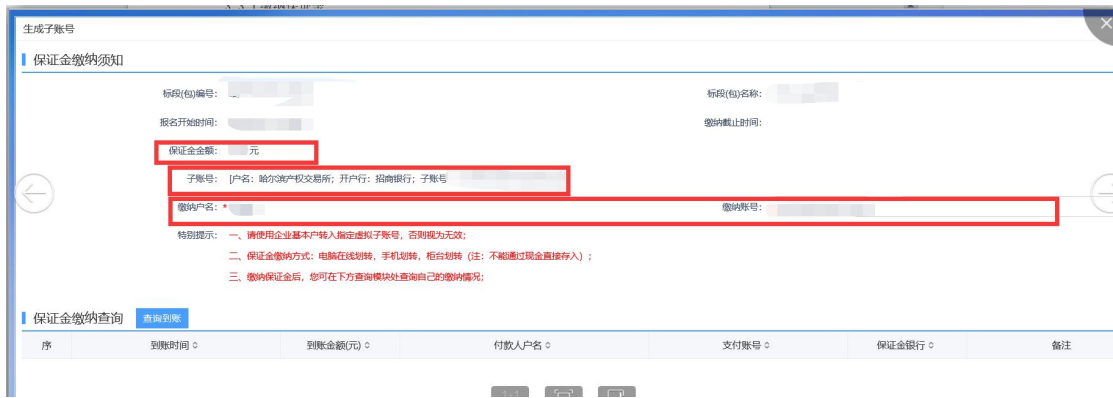 生成子账号
保证金缴纳须知
标段(包)编号： 标段(包)名称：
报名开始时间： 缴纳截止时间：
保证金金额： 元
子账号： [户名：哈尔滨产权交易所；开户行：招商银行；子账号
缴纳户名：* 缴纳账号：
特别提示： 一、请使用企业基本户转入指定虚拟子账号，否则视为无效；
二、保证金缴纳方式：电脑在线划转，手机划转，柜台划转（注：不能通过现金直接存入）；
三、缴纳保证金后，您可在下方查询模块处查询自己的缴纳情况；
保证金缴纳查询 查询到账
序 到账时间 到账金额(元) 付款人户名 支付账号 保证金银行 备注
1:1